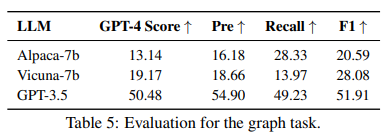 LLM GPT-4 Score ↑ Pre ↑ Recall ↑ F1 ↑
Alpaca-7b 13.14 16.18 28.33 20.59
Vicuna-7b 19.17 18.66 13.97 28.08
GPT-3.5 50.48 54.90 49.23 51.91
Table 5: Evaluation for the graph task.